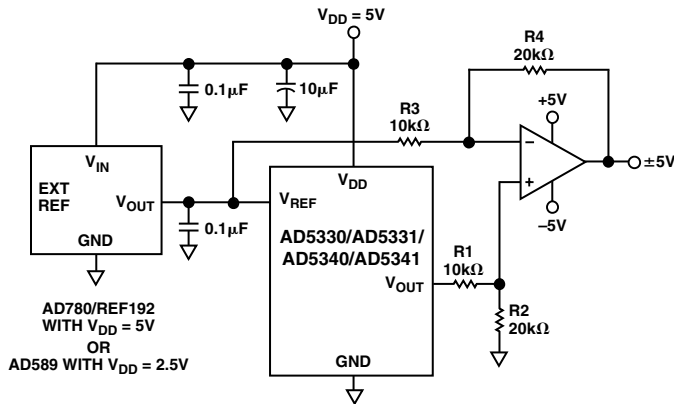 V_DD = 5V
R4
20kΩ
0.1μF
10μF
R3
10kΩ
+5V
V_IN
EXT
REF
V_OUT
GND
V_DD
V_REF
−
+
±5V
−5V
0.1μF
AD5330/AD5331/
AD5340/AD5341
V_OUT
R1
10kΩ
R2
20kΩ
GND
AD780/REF192
WITH V_DD = 5V
OR
AD589 WITH V_DD = 2.5V